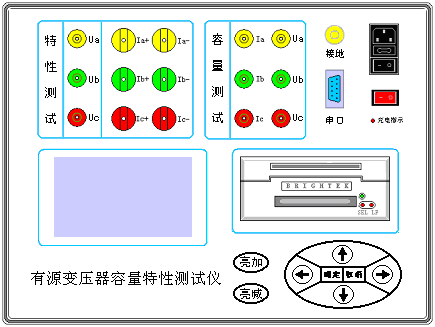 特性测试
Ua Ia+ Ia-
Ub Ib+ Ib-
Uc Ic+ Ic-
容量测试
Ia Ua
Ib Ub
Ic Uc
接地
串口
充电指示
BRIGHTEK
SEL LF
有源变压器容量特性测试仪
亮加
亮减
确定 取消